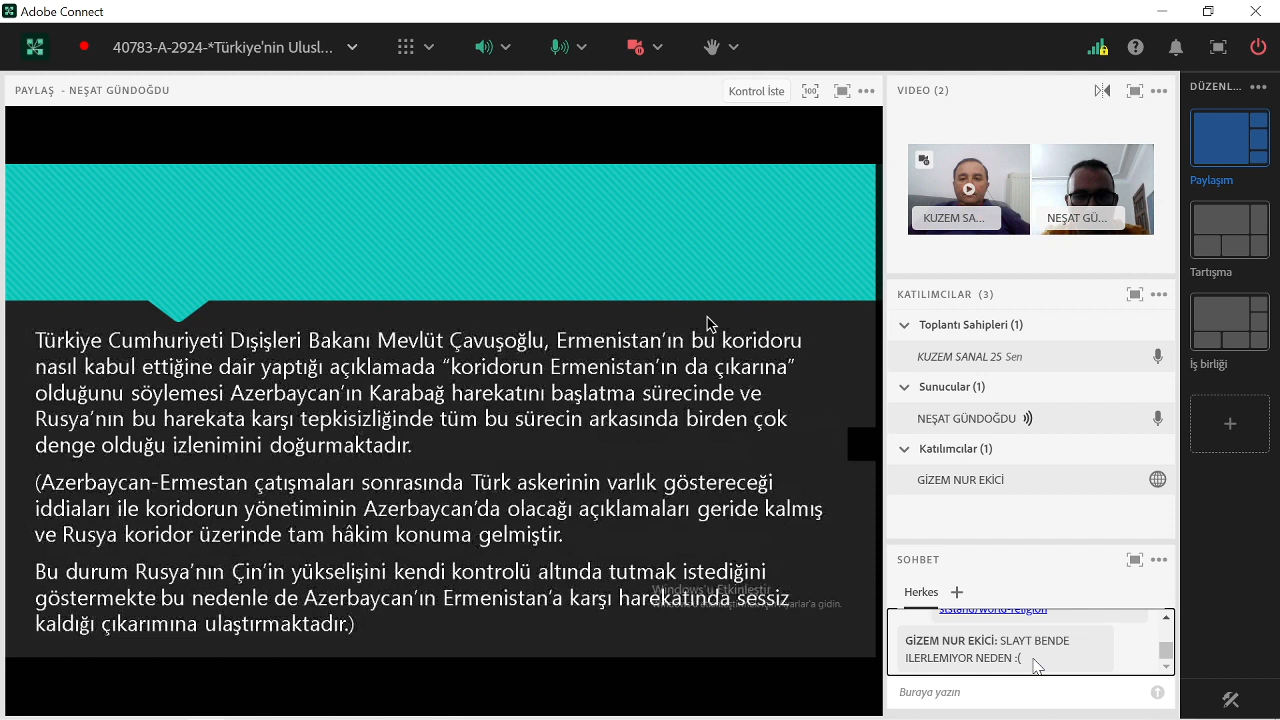 Adobe Connect
40783-A-2924-*Türkiye'nin Ulusl...
PAYLAŞ - NEŞAT GÜNDOĞDU
Kontrol İste
100
Türkiye Cumhuriyeti Dışişleri Bakanı Mevlüt Çavuşoğlu, Ermenistan’ın bu koridoru
nasıl kabul ettiğine dair yaptığı açıklamada “koridorun Ermenistan’ın da çıkarına”
olduğunu söylemesi Azerbaycan’ın Karabağ harekatını başlatma sürecinde ve
Rusya’nın bu harekata karşı tepkisizliğinde tüm bu sürecin arkasında birden çok
denge olduğu izlenimini doğurmaktadır.
(Azerbaycan-Ermestan çatışmaları sonrasında Türk askerinin varlık göstereceği
iddiaları ile koridorun yönetiminin Azerbaycan’da olacağı açıklamaları geride kalmış
ve Rusya koridor üzerinde tam hâkim konuma gelmiştir.
Bu durum Rusya’nın Çin’in yükselişini kendi kontrolü altında tutmak istediğini
göstermekte bu nedenle de Azerbaycan’ın Ermenistan’a karşı harekatında sessiz
kaldığı çıkarımına ulaştırmaktadır.)
Windows'u Etkinleştir
VIDEO (2)
KUZEM SA...
NEŞAT GÜ...
KATILIMCILAR (3)
Toplantı Sahipleri (1)
KUZEM SANAL 25 Sen
Sunucular (1)
NEŞAT GÜNDOĞDU
Katılımcılar (1)
GİZEM NUR EKİCİ
SOHBET
Herkes
ststand/world-religion
GİZEM NUR EKİCİ: SLAYT BENDE
ILERLEMIYOR NEDEN :(
Buraya yazın
DÜZENL...
Paylaşım
Tartışma
İş birliği